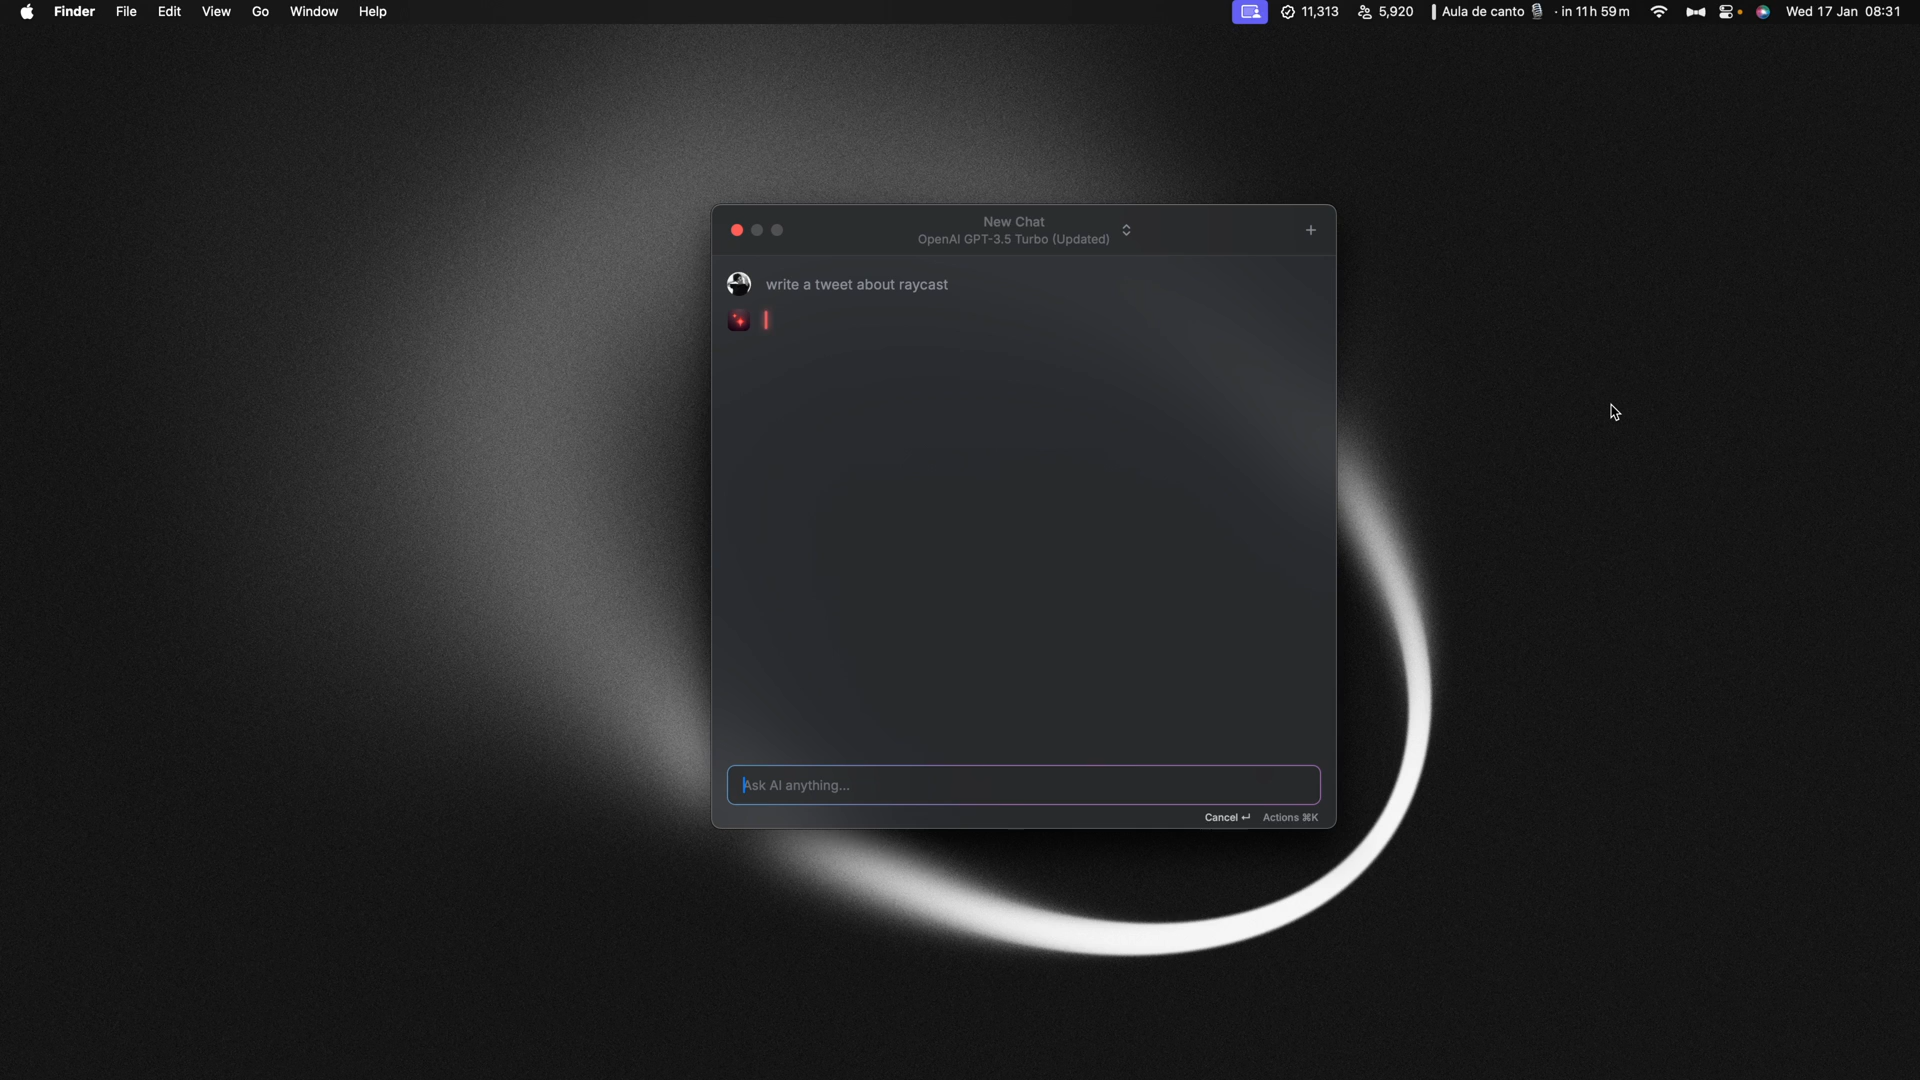 Finder File Edit View Go Window Help 11,313 5,920 Aula de canto · in 11h 59m Wed 17 Jan 08:31
New Chat
OpenAI GPT-3.5 Turbo (Updated)
write a tweet about raycast
Ask AI anything...
Cancel ↵ Actions ⌘K